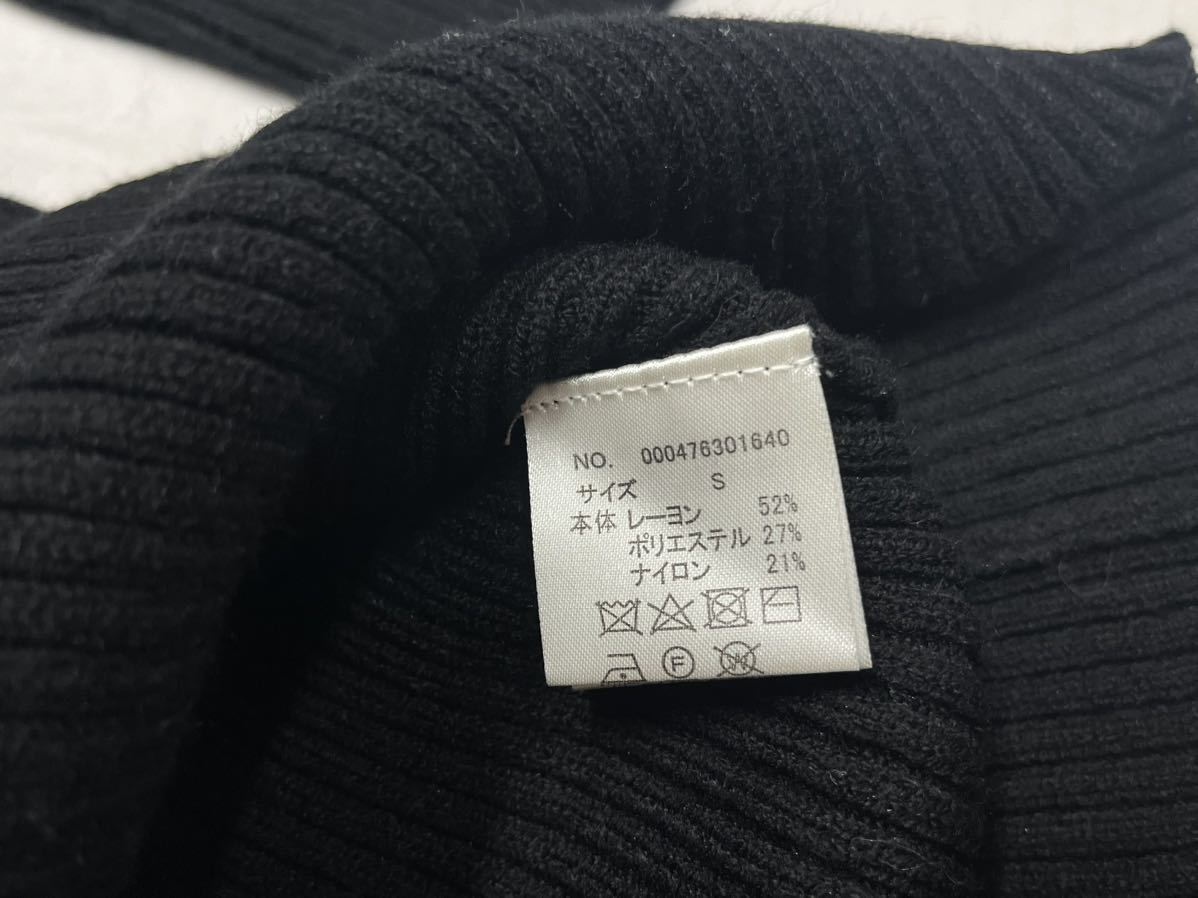 NO. 000476301640
サイズ S
本体 レーヨン 52%
ポリエステル 27%
ナイロン 21%
F
W